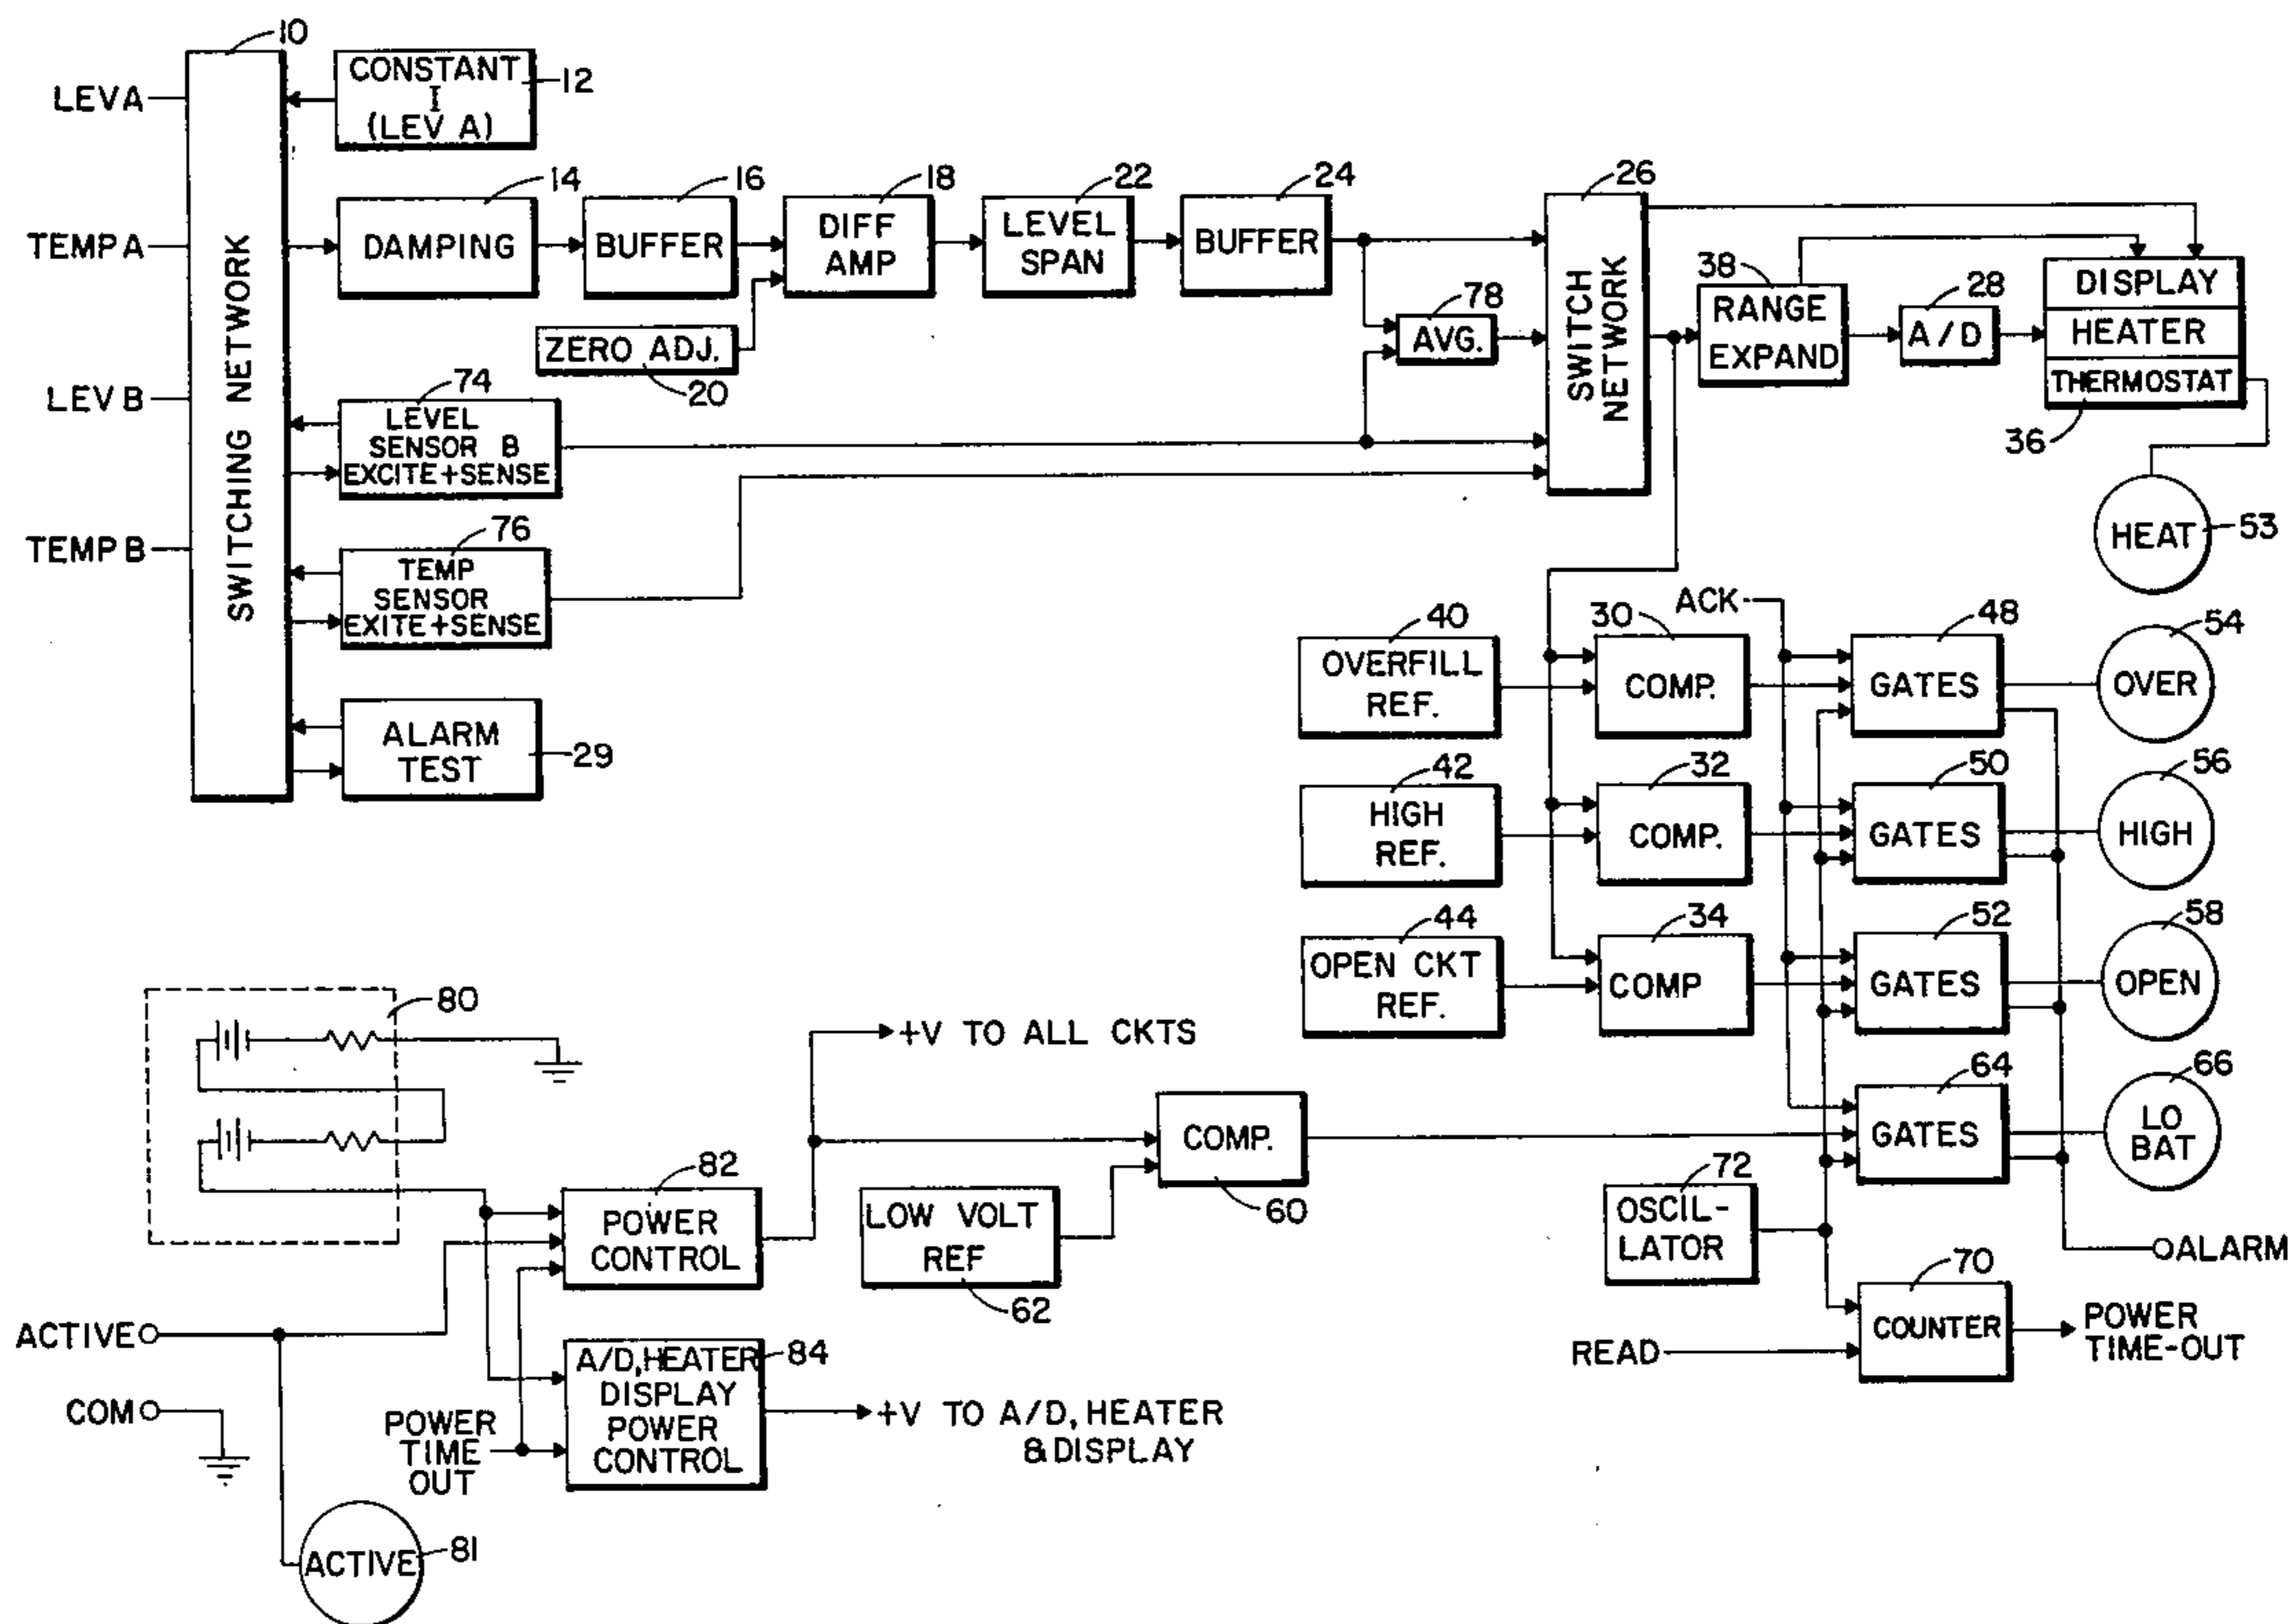 10
CONSTANT
I
(LEV A)
12
LEV A
SWITCHING NETWORK
14
DAMPING
16
BUFFER
18
DIFF
AMP
22
LEVEL
SPAN
24
BUFFER
26
SWITCH
NETWORK
TEMP A
ZERO ADJ.
20
78
AVG.
38
RANGE
EXPAND
28
A/D
DISPLAY
HEATER
THERMOSTAT
36
LEV B
74
LEVEL
SENSOR B
EXCITE+SENSE
HEAT
53
TEMP B
76
TEMP
SENSOR
EXITE+SENSE
ALARM
TEST
29
ACK
40
OVERFILL
REF.
30
COMP.
48
GATES
54
OVER
42
HIGH
REF.
32
COMP.
50
GATES
56
HIGH
44
OPEN CKT
REF.
34
COMP
52
GATES
58
OPEN
80
+V TO ALL CKTS
COMP.
60
64
GATES
66
LO
BAT
82
POWER
CONTROL
LOW VOLT
REF
62
72
OSCIL-
LATOR
ALARM
70
COUNTER
READ
POWER
TIME-OUT
ACTIVE
COM
A/D, HEATER
DISPLAY
POWER
CONTROL
84
POWER
TIME
OUT
+V TO A/D, HEATER
& DISPLAY
ACTIVE
81